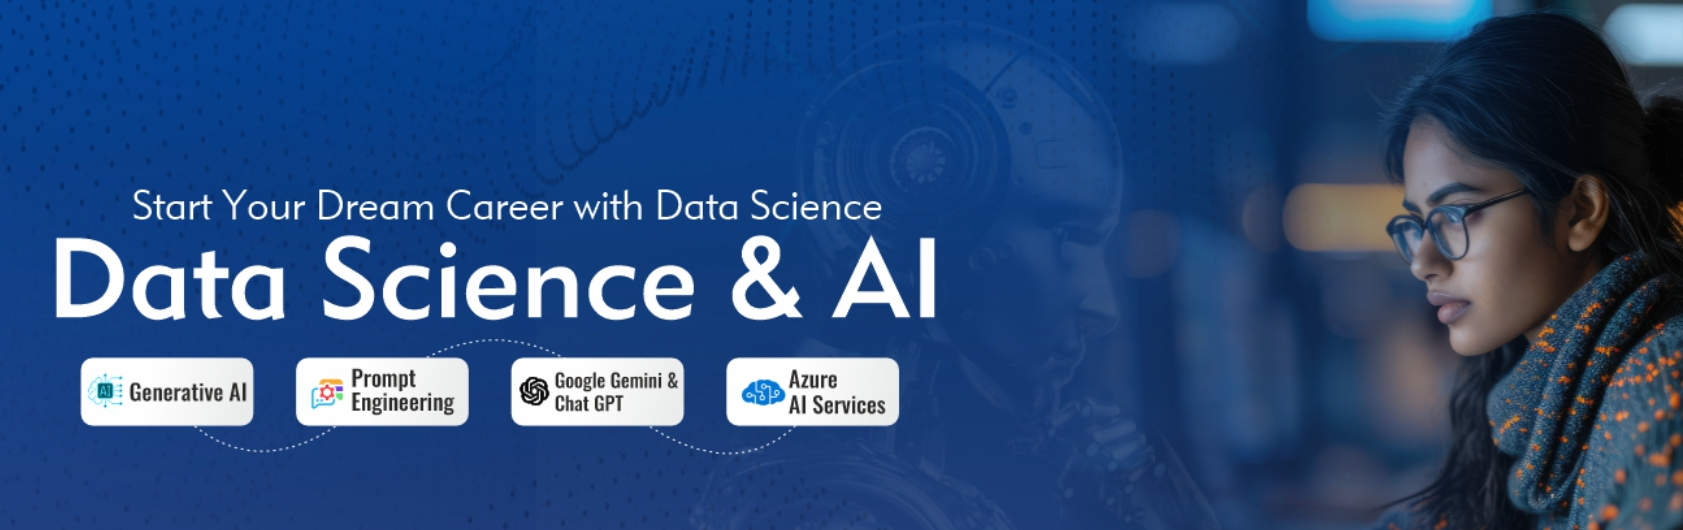 Start Your Dream Career with Data Science
Data Science & AI
AI
Generative AI
Prompt
Engineering
Google Gemini &
Chat GPT
Azure
AI Services